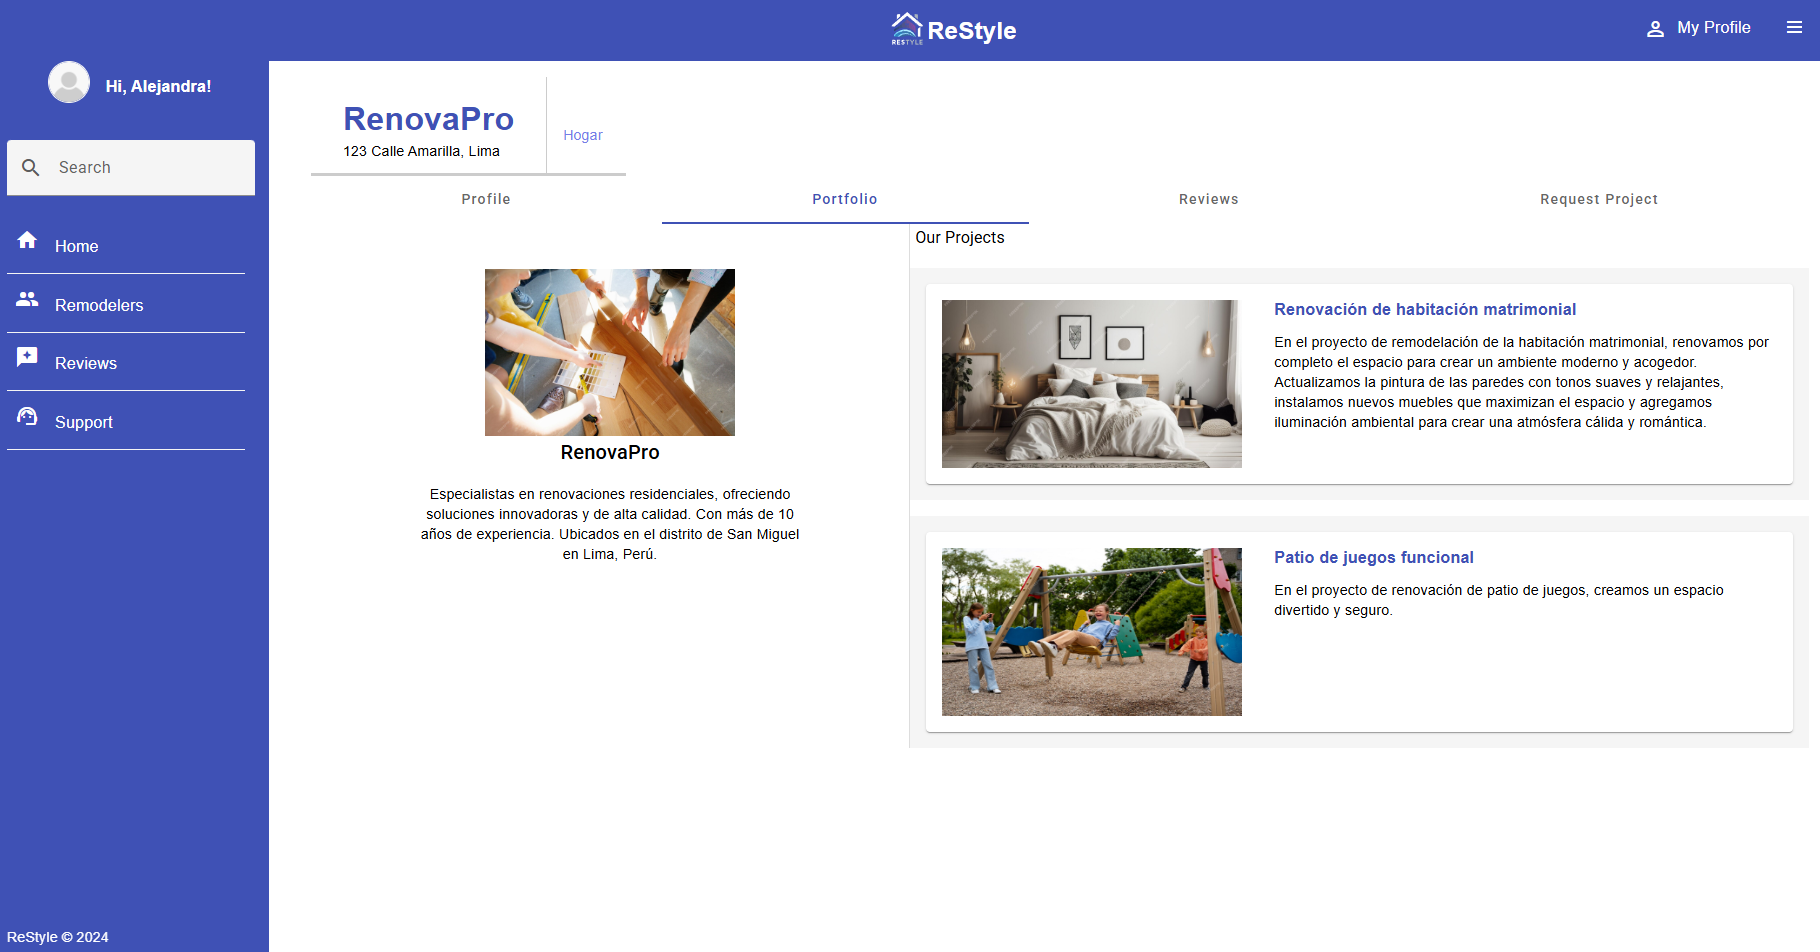 RESTYLE
ReStyle
My Profile
Hi, Alejandra!
Search
Home
Remodelers
Reviews
Support
ReStyle © 2024
RenovaPro
123 Calle Amarilla, Lima
Hogar
Profile
Portfolio
Reviews
Request Project
RenovaPro
Especialistas en renovaciones residenciales, ofreciendo
soluciones innovadoras y de alta calidad. Con más de 10
años de experiencia. Ubicados en el distrito de San Miguel
en Lima, Perú.
Our Projects
Renovación de habitación matrimonial
En el proyecto de remodelación de la habitación matrimonial, renovamos por
completo el espacio para crear un ambiente moderno y acogedor.
Actualizamos la pintura de las paredes con tonos suaves y relajantes,
instalamos nuevos muebles que maximizan el espacio y agregamos
iluminación ambiental para crear una atmósfera cálida y romántica.
Patio de juegos funcional
En el proyecto de renovación de patio de juegos, creamos un espacio
divertido y seguro.